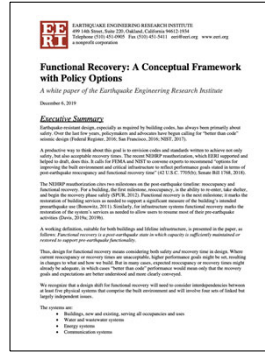 EE
RI
EARTHQUAKE ENGINEERING RESEARCH INSTITUTE
499 14th Street, Suite 220, Oakland, California 94612-1934
Telephone (510) 451-0905 Fax (510) 451-5411 eeri@eeri.org www.eeri.org
a nonprofit corporation
Functional Recovery: A Conceptual Framework
with Policy Options
A white paper of the Earthquake Engineering Research Institute
December 6, 2019
Executive Summary
Earthquake-resistant design, especially as required by building codes, has always been primarily about
safety. Over the last few years, policymakers and advocates have begun calling for "better than code"
seismic design
A productive way to think about this goal is to envision codes and standards written to achieve not only
safety, but also acceptable recovery times. The recent NEHRP reauthorization, which EERI supported and
helped to draft, does this. It calls for FEMA and NIST to convene experts to recommend "options for
improving the built environment and critical infrastructure to reflect performance goals stated in terms of
post-earthquake reoccupancy and functional recovery time"
The NEHRP reauthorization cites two milestones on the post-earthquake timeline: reoccupancy and
functional recovery. For a building, the first milestone, reoccupancy, is the ability to re-enter, take shelter,
and begin the recovery phase safely Functional recovery is the next milestone; it marks the
restoration of building services as needed to support a significant measure of the building's intended
preearthquake use Similarly, for infrastructure systems functional recovery marks the
restoration of the system's services as needed to allow users to resume most of their pre-earthquake
activities
A working definition, suitable for both buildings and lifeline infrastructure, is presented in the paper, as
follows: Functional recovery is a post-earthquake state in which capacity is sufficiently maintained or
restored to support pre-earthquake functionality.
Thus, design for functional recovery means considering both safety and recovery time in design. Where
current reoccupancy or recovery times are unacceptable, higher performance goals might be set, resulting
in changes to what and how we build. But in many cases, expected reoccupancy or recovery times might
already be adequate, in which cases "better than code" performance would mean only that the recovery
goals and expectations are better understood and more clearly conveyed.
We recognize that a design shift for functional recovery will need to consider interdependencies between
at least five physical systems that comprise the built environment and will involve four sets of linked but
largely independent issues.
The systems are:
• Buildings, new and existing, serving all occupancies and uses
• Water and wastewater systems
• Energy systems
• Communication systems